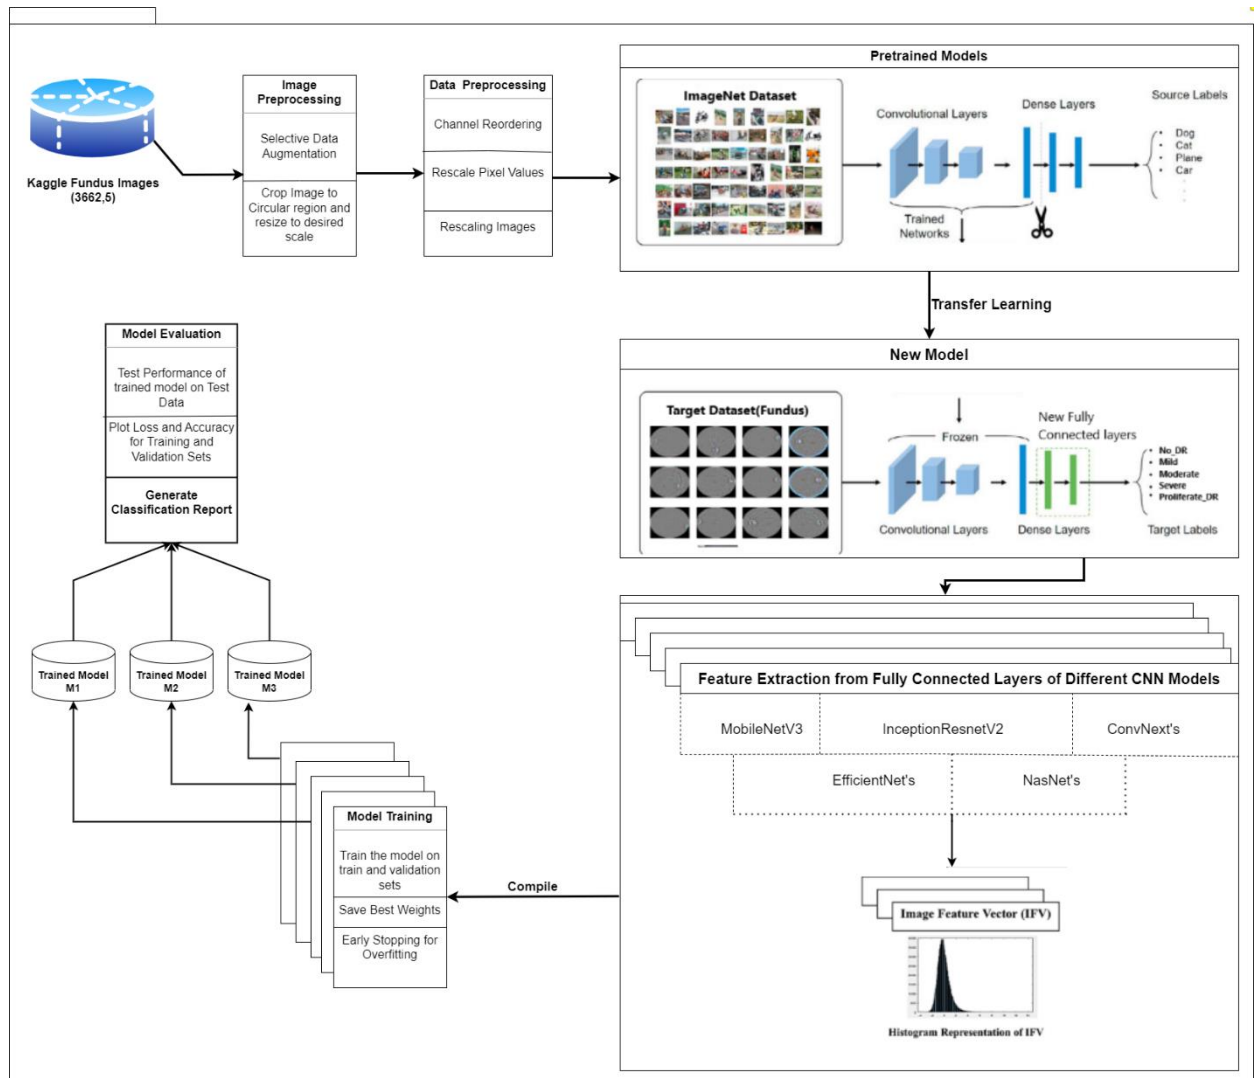 Kaggle Fundus Images
(3662,5)
Image
Preprocessing
Selective Data
Augmentation
Crop Image to
Circular region and
resize to desired
scale
Data Preprocessing
Channel Reordering
Rescale Pixel Values
Rescaling Images
Pretrained Models
ImageNet Dataset
Convolutional Layers
Dense Layers
Source Labels
• Dog
• Cat
• Plane
• Car
Trained
Networks
Transfer Learning
New Model
Target Dataset(Fundus)
Frozen
New Fully
Connected layers
• No_DR
• Mild
• Moderate
• Severe
• Proliferate_DR
Convolutional Layers
Dense Layers
Target Labels
Feature Extraction from Fully Connected Layers of Different CNN Models
MobileNetV3
InceptionResnetV2
ConvNext's
EfficientNet's
NasNet's
Image Feature Vector (IFV)
Histogram Representation of IFV
Compile
Model Training
Train the model on
train and validation
sets
Save Best Weights
Early Stopping for
Overfitting
Trained Model
M1
Trained Model
M2
Trained Model
M3
Model Evaluation
Test Performance of
trained model on Test
Data
Plot Loss and Accuracy
for Training and
Validation Sets
Generate
Classification Report